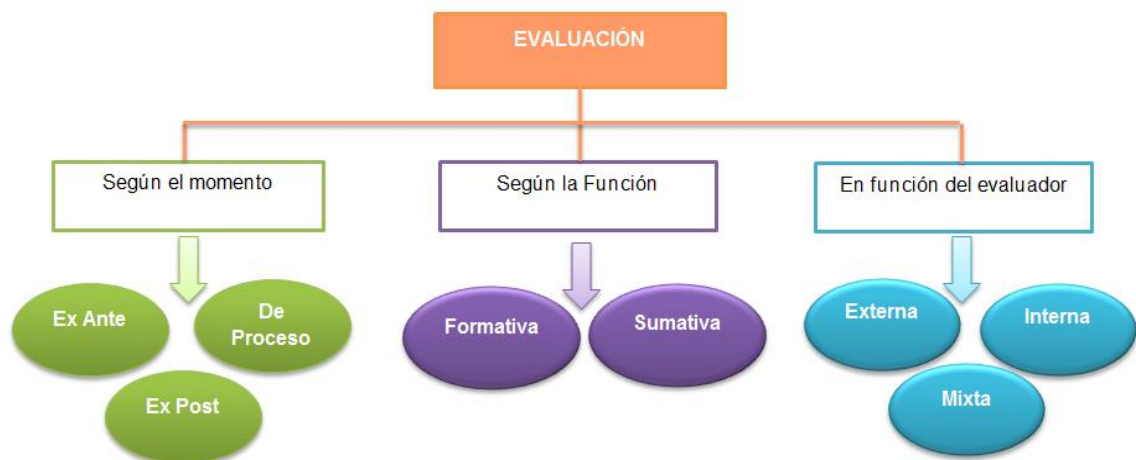 EVALUACIÓN
Según el momento
Según la Función
En función del evaluador
Ex Ante
De
Proceso
Ex Post
Formativa
Sumativa
Externa
Interna
Mixta